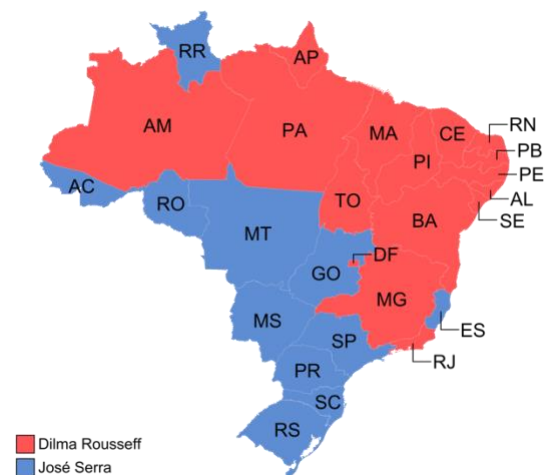 RR
AP
AM
PA
MA
CE
RN
PB
PI
PE
AC
AL
TO
RO
SE
BA
MT
DF
GO
MG
MS
ES
SP
RJ
PR
SC
RS
Dilma Rousseff
José Serra